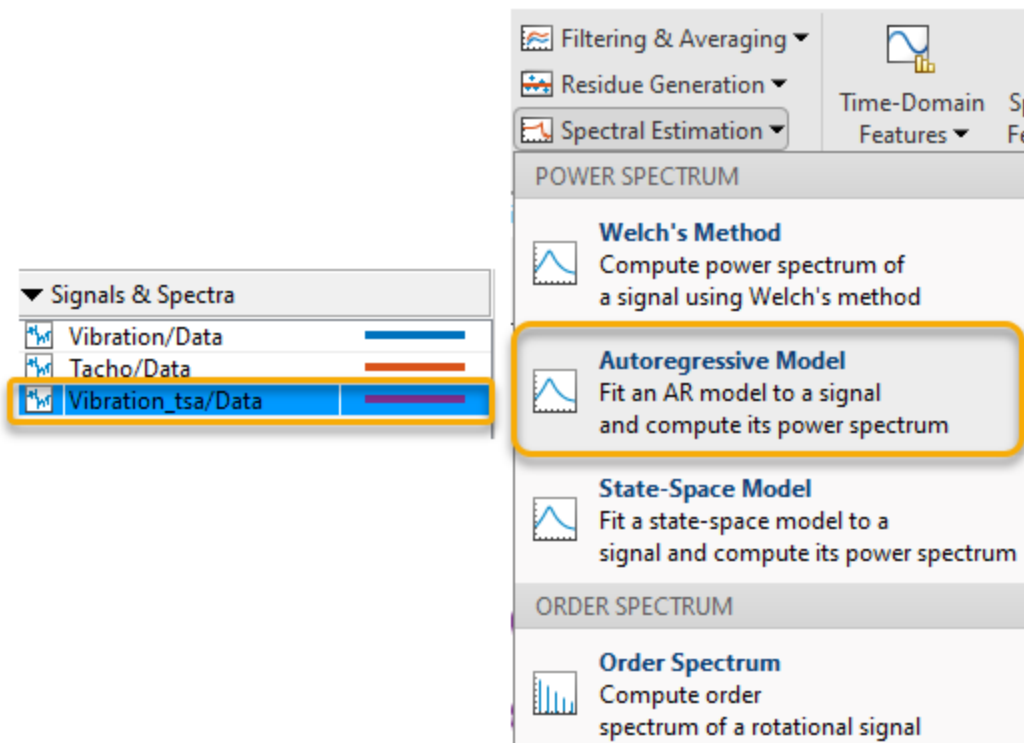 Signals & Spectra
Vibration/Data
Tacho/Data
Vibration_tsa/Data
Filtering & Averaging
Residue Generation
Spectral Estimation
Time-Domain
Features
POWER SPECTRUM
Welch's Method
Compute power spectrum of
a signal using Welch's method
Autoregressive Model
Fit an AR model to a signal
and compute its power spectrum
State-Space Model
Fit a state-space model to a
signal and compute its power spectrum
ORDER SPECTRUM
Order Spectrum
Compute order
spectrum of a rotational signal